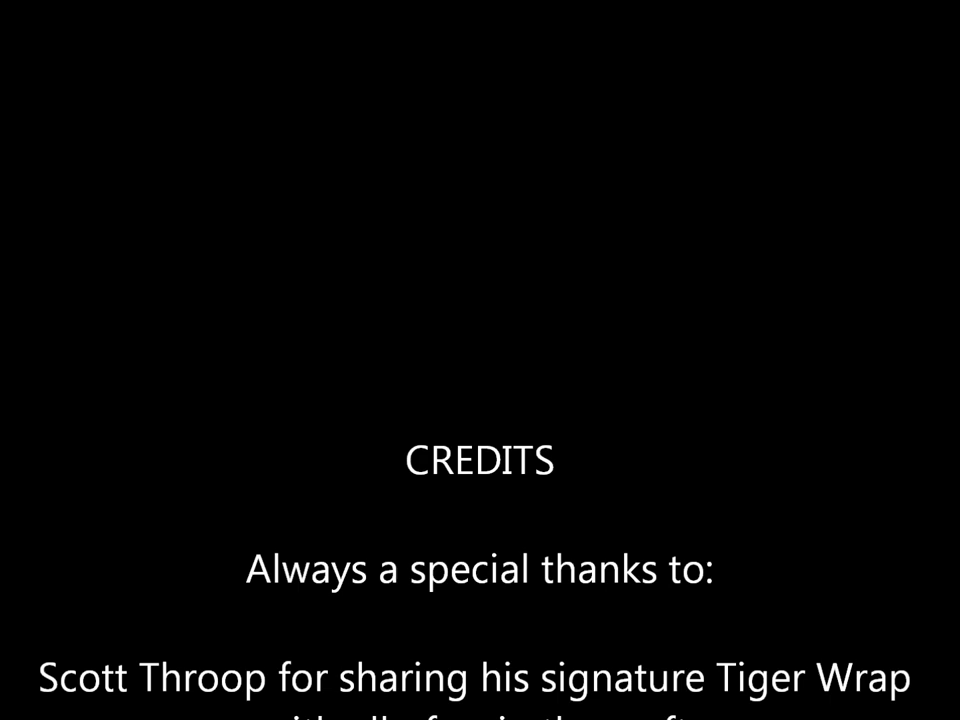 CREDITS
Always a special thanks to:
Scott Throop for sharing his signature Tiger Wrap